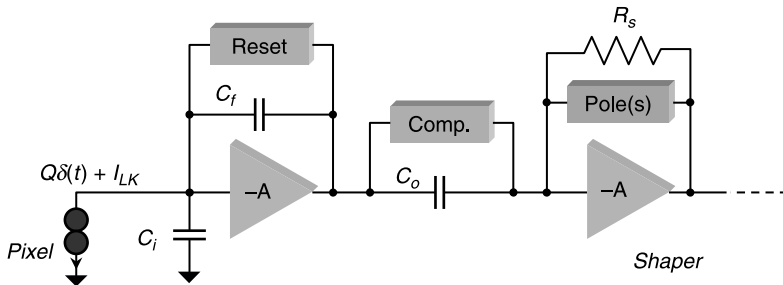 R_s
Reset
C_f
Pole(s)
Comp.
Qδ(t) + I_LK
–A
C_o
–A
C_i
Pixel
Shaper